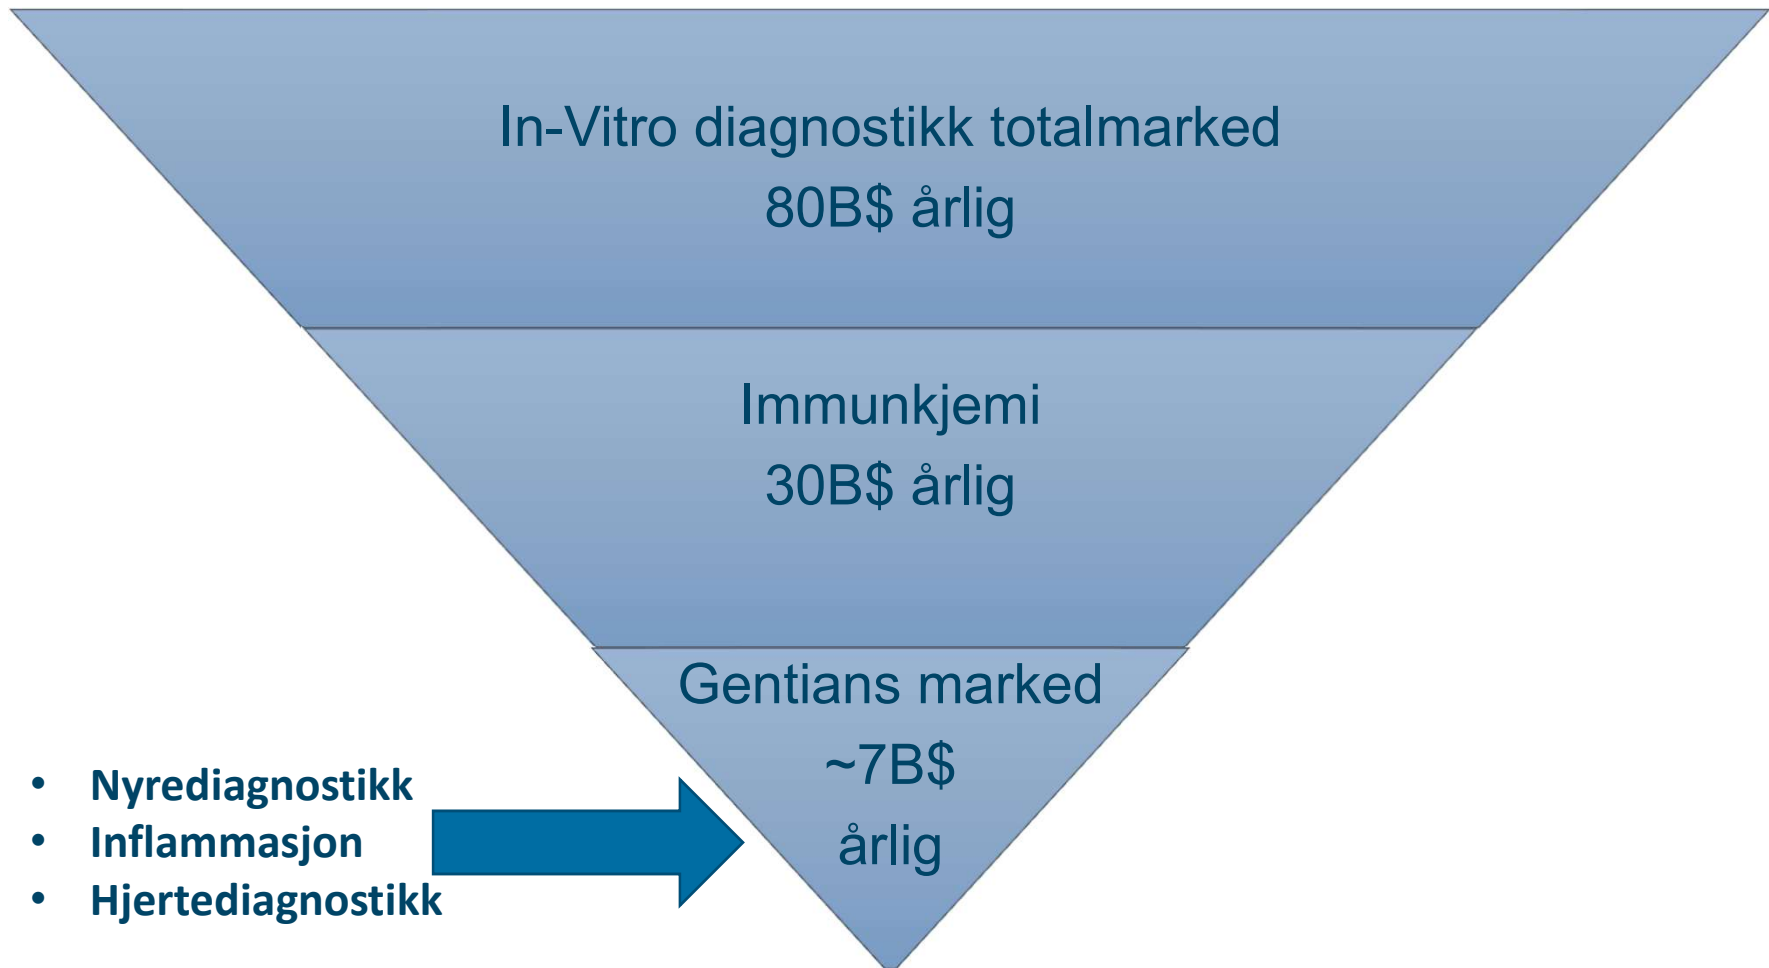 In-Vitro diagnostikk totalmarked
80B$ årlig
Immunkjemi
30B$ årlig
Gentians marked
~7B$
årlig
• Nyrediagnostikk
• Inflammasjon
• Hjertediagnostikk